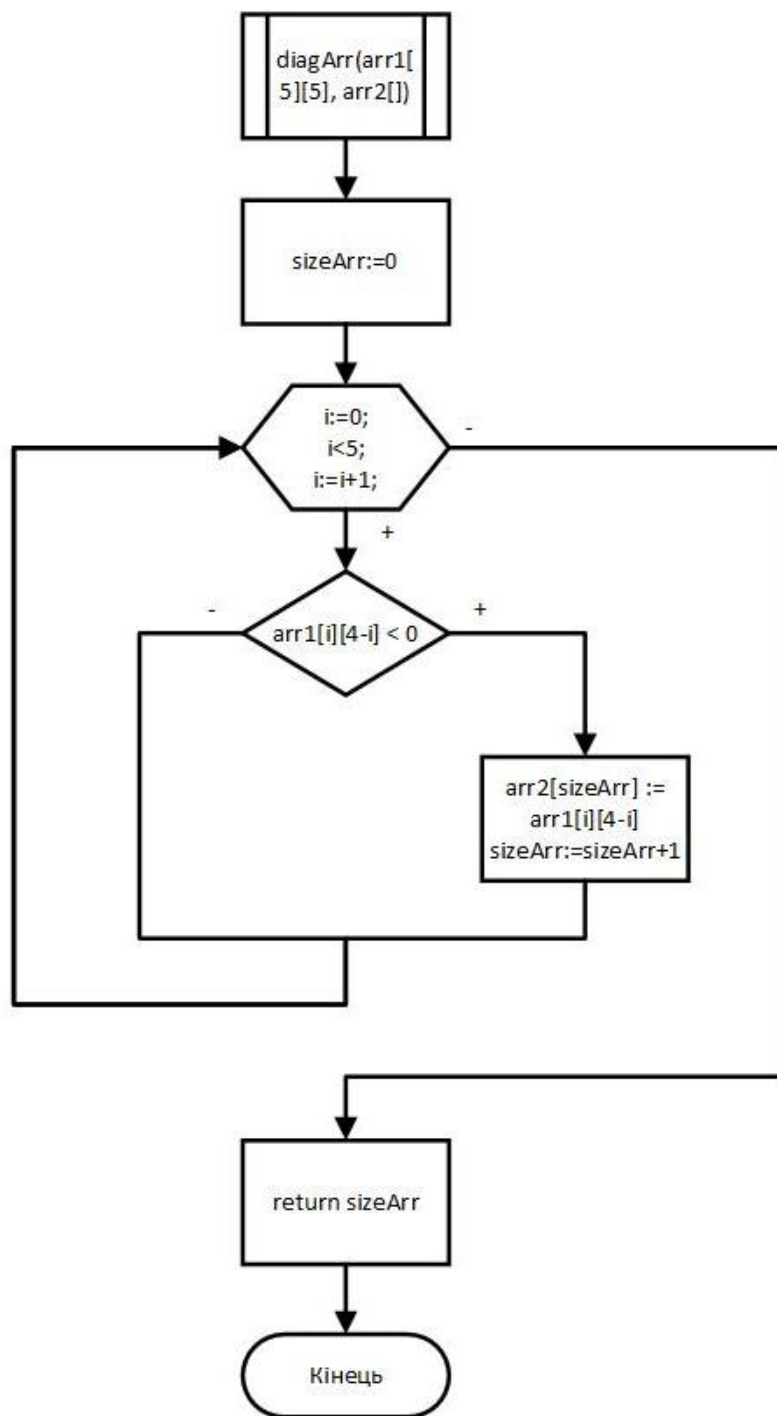 diagArr(arr1[
5][5], arr2[])
sizeArr:=0
i:=0;
i<5;
i:=i+1;
-
+
-
arr1[i][4-i] < 0
+
arr2[sizeArr] :=
arr1[i][4-i]
sizeArr:=sizeArr+1
return sizeArr
Кінець